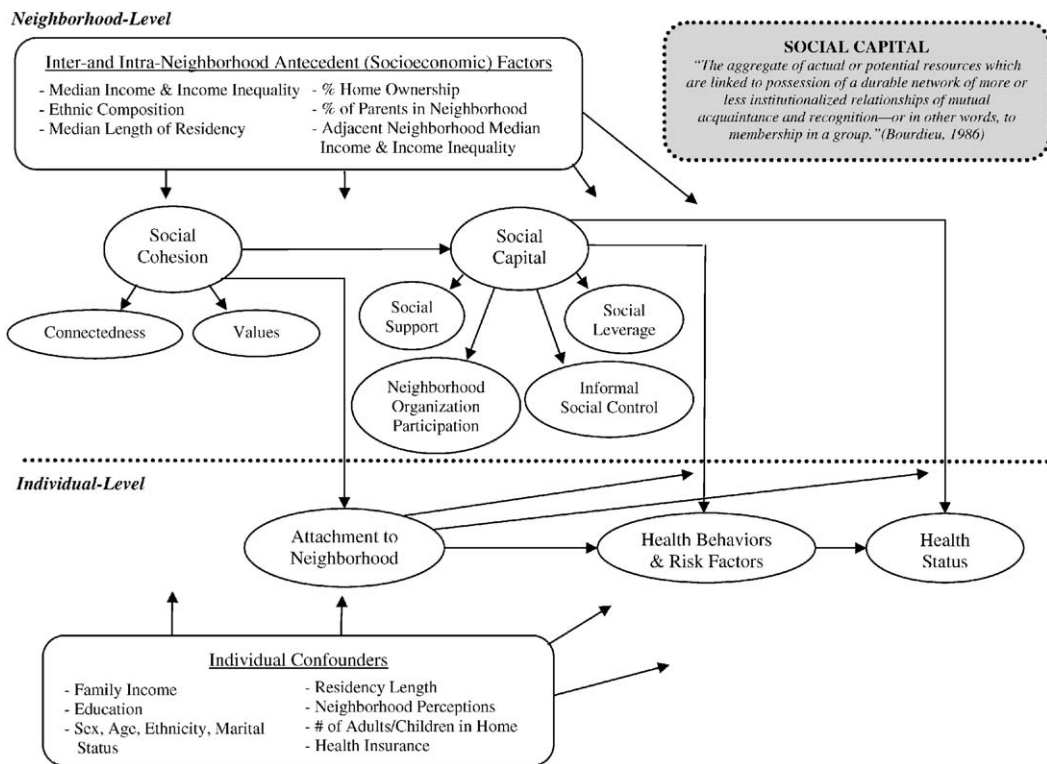 Neighborhood-Level
Inter-and Intra-Neighborhood Antecedent (Socioeconomic) Factors
- Median Income & Income Inequality
- Ethnic Composition
- Median Length of Residency
- % Home Ownership
- % of Parents in Neighborhood
- Adjacent Neighborhood Median
Income & Income Inequality
SOCIAL CAPITAL
“The aggregate of actual or potential resources which
are linked to possession of a durable network of more or
less institutionalized relationships of mutual
acquaintance and recognition—or in other words, to
membership in a group.”(Bourdieu, 1986)
Social
Cohesion
Social
Capital
Connectedness
Values
Social
Support
Social
Leverage
Neighborhood
Organization
Participation
Informal
Social Control
Individual-Level
Attachment to
Neighborhood
Health Behaviors
& Risk Factors
Health
Status
Individual Confounders
- Family Income
- Education
- Sex, Age, Ethnicity, Marital
Status
- Residency Length
- Neighborhood Perceptions
- # of Adults/Children in Home
- Health Insurance